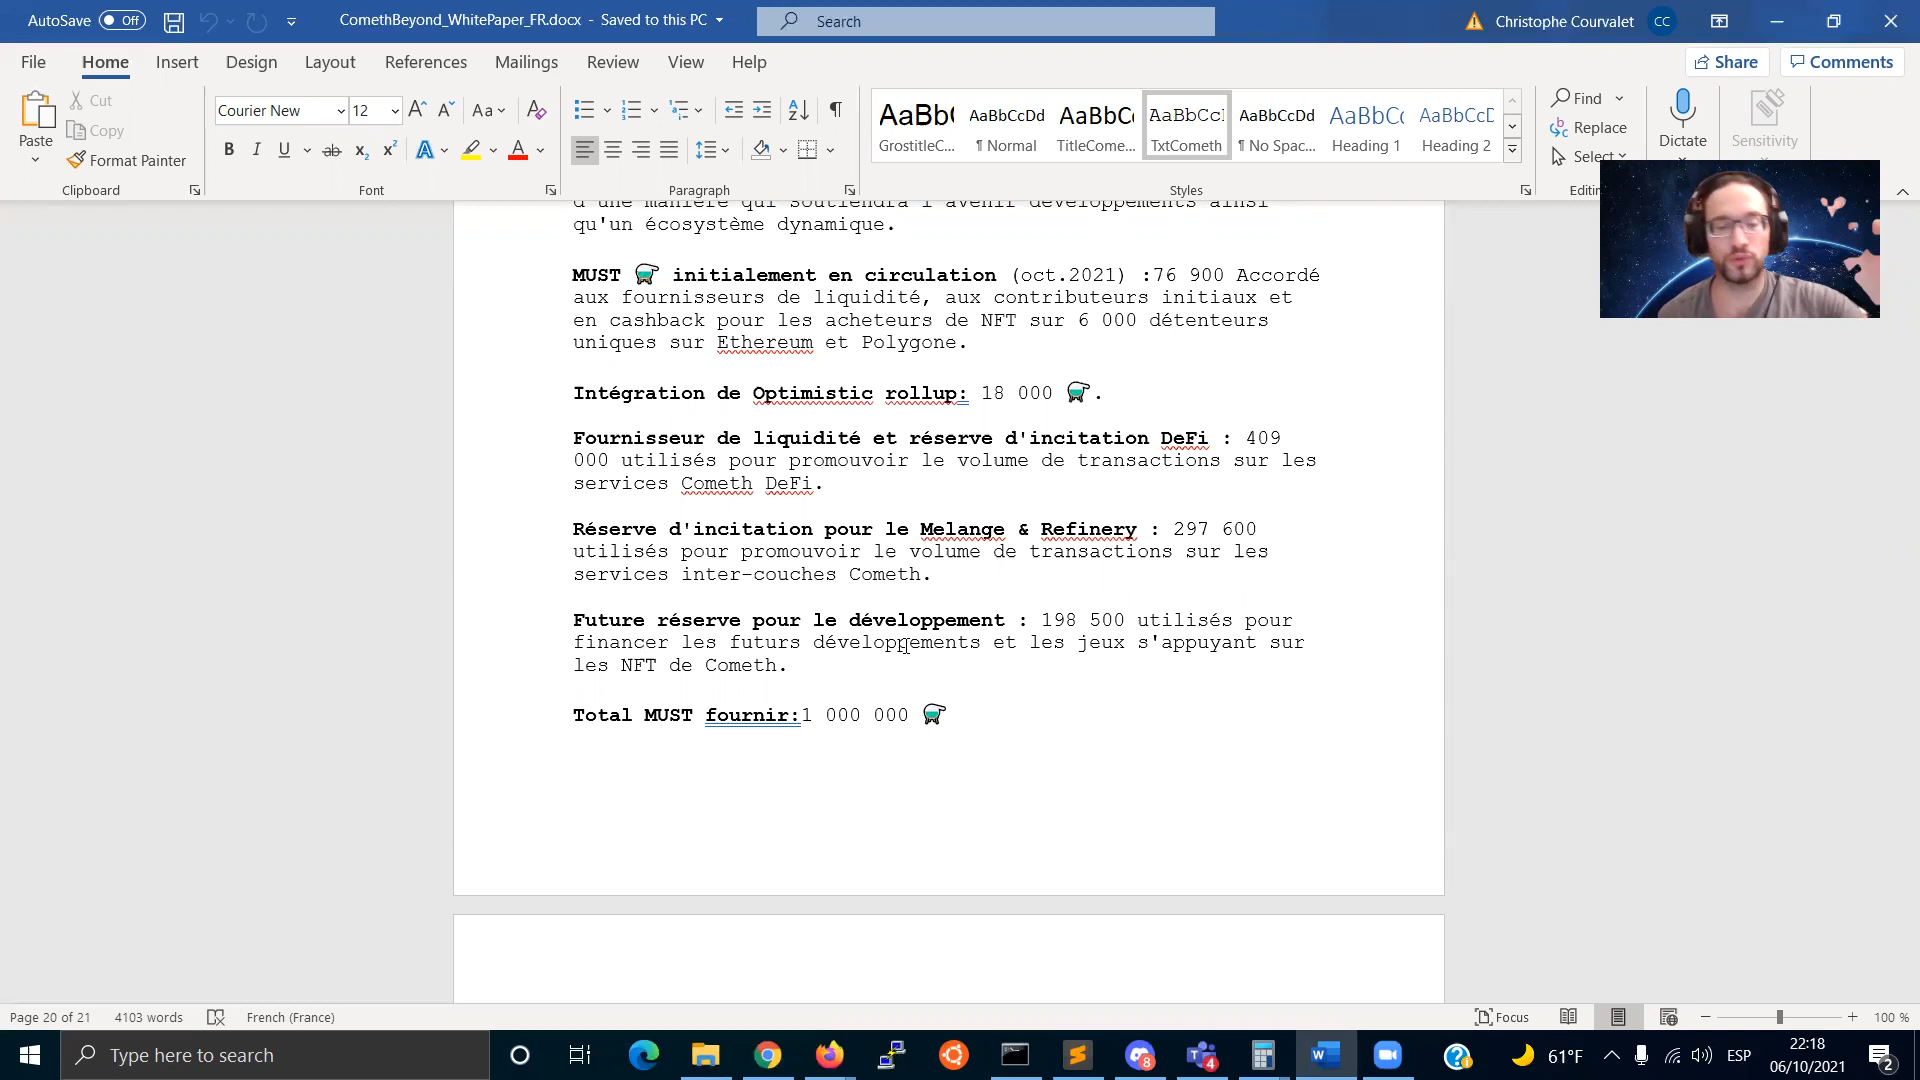 AutoSave Off ComethBeyond_WhitePaper_FR.docx - Saved to this PC Search Christophe Courvalet CC
File Home Insert Design Layout References Mailings Review View Help Share Comments
Paste Cut Copy Format Painter Clipboard
Courier New 12 Font
Paragraph
AaBb( AaBbCcDd AaBbC AaBbCcI AaBbCcDd AaBbC( AaBbCcD
GrostitleC... ¶ Normal TitleCome... TxtCometh ¶ No Spac... Heading 1 Heading 2
Styles
Find Replace Select
Dictate Sensitivity
d'une manière qui soutiendra l'avenir développements ainsi
qu'un écosystème dynamique.
MUST initialement en circulation (oct.2021) :76 900 Accordé
aux fournisseurs de liquidité, aux contributeurs initiaux et
en cashback pour les acheteurs de NFT sur 6 000 détenteurs
uniques sur Ethereum et Polygone.
Intégration de Optimistic rollup: 18 000 .
Fournisseur de liquidité et réserve d'incitation DeFi : 409
000 utilisés pour promouvoir le volume de transactions sur les
services Cometh DeFi.
Réserve d'incitation pour le Melange & Refinery : 297 600
utilisés pour promouvoir le volume de transactions sur les
services inter-couches Cometh.
Future réserve pour le développement : 198 500 utilisés pour
financer les futurs développements et les jeux s'appuyant sur
les NFT de Cometh.
Total MUST fournir:1 000 000
Page 20 of 21 4103 words French (France) Focus 100 %
Type here to search 61°F ESP 22:18
06/10/2021